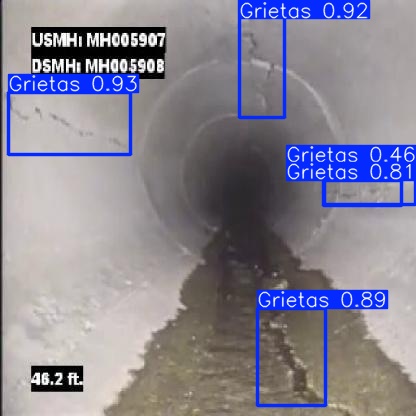 Grietas 0.92
USMH: MH005907
DSMH: MH005908
Grietas 0.93
Grietas 0.46
Grietas 0.81
Grietas 0.89
46.2 ft.